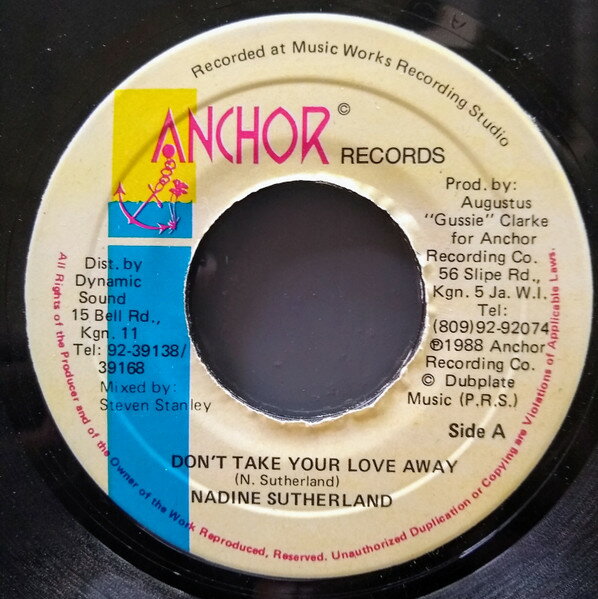 Recorded at Music Works Recording Studio
ANCHOR ©
RECORDS
Prod. by:
Augustus
"Gussie" Clarke
for Anchor
Recording Co.
56 Slipe Rd.,
Kgn. 5 Ja. W.I.
Tel:
(809)92-92074
℗1988 Anchor
Recording Co.
© Dubplate
Music (P.R.S.)
Side A
Dist. by
Dynamic
Sound
15 Bell Rd.,
Kgn. 11
Tel: 92-39138/
39168
Mixed by:
Steven Stanley
DON'T TAKE YOUR LOVE AWAY
(N. Sutherland)
NADINE SUTHERLAND
All Rights of the Producer and of the Owner of the Work Reproduced, Reserved. Unauthorized Duplication or Copying are Violations of Applicable Laws.